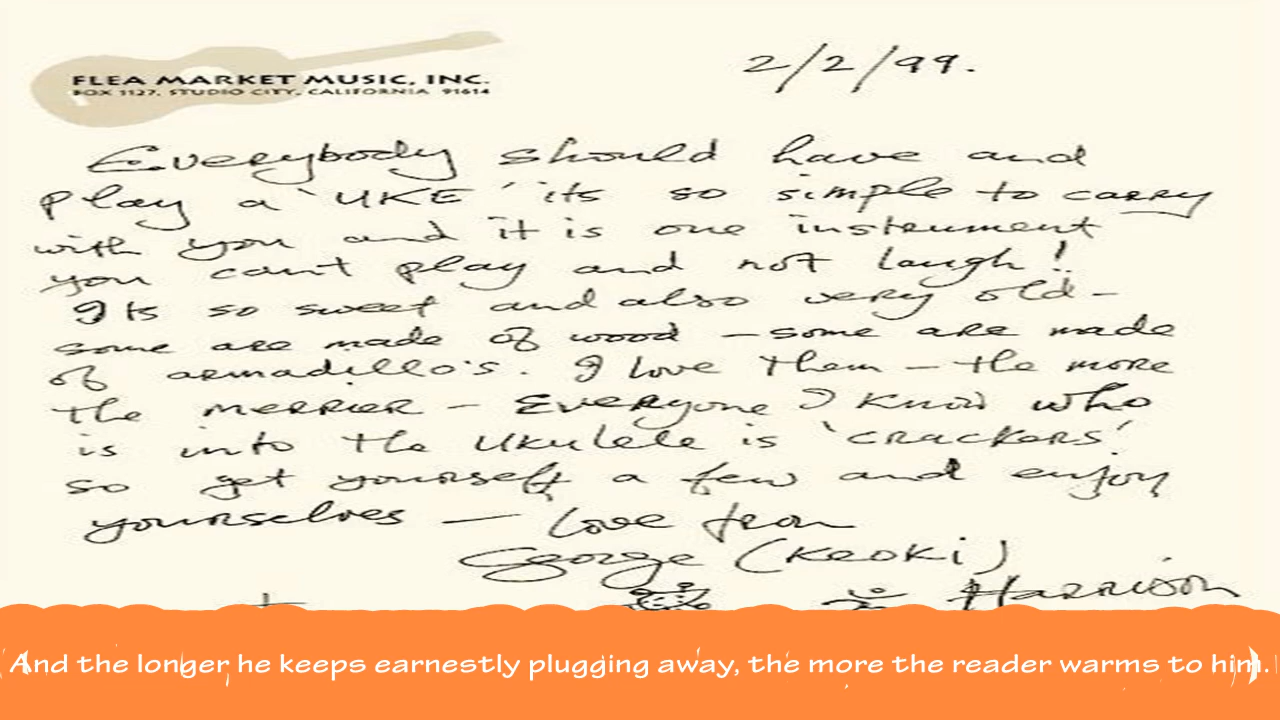 FLEA MARKET MUSIC, INC.
BOX 1127, STUDIO CITY, CALIFORNIA 91614
2/2/99.
Everybody should have and
play a 'UKE' its so simple to carry
with you and it is one instrument
you can't play and not laugh!
Its so sweet and also very old-
some are made of wood - some are made
of armadillo's. I love them - the more
the merrier - Everyone I know who
is into the Ukulele is 'crackers'
so get yourself a few and enjoy
yourselves - Love from
George (Keoki)
Harrison
And the longer he keeps earnestly plugging away, the more the reader warms to him.